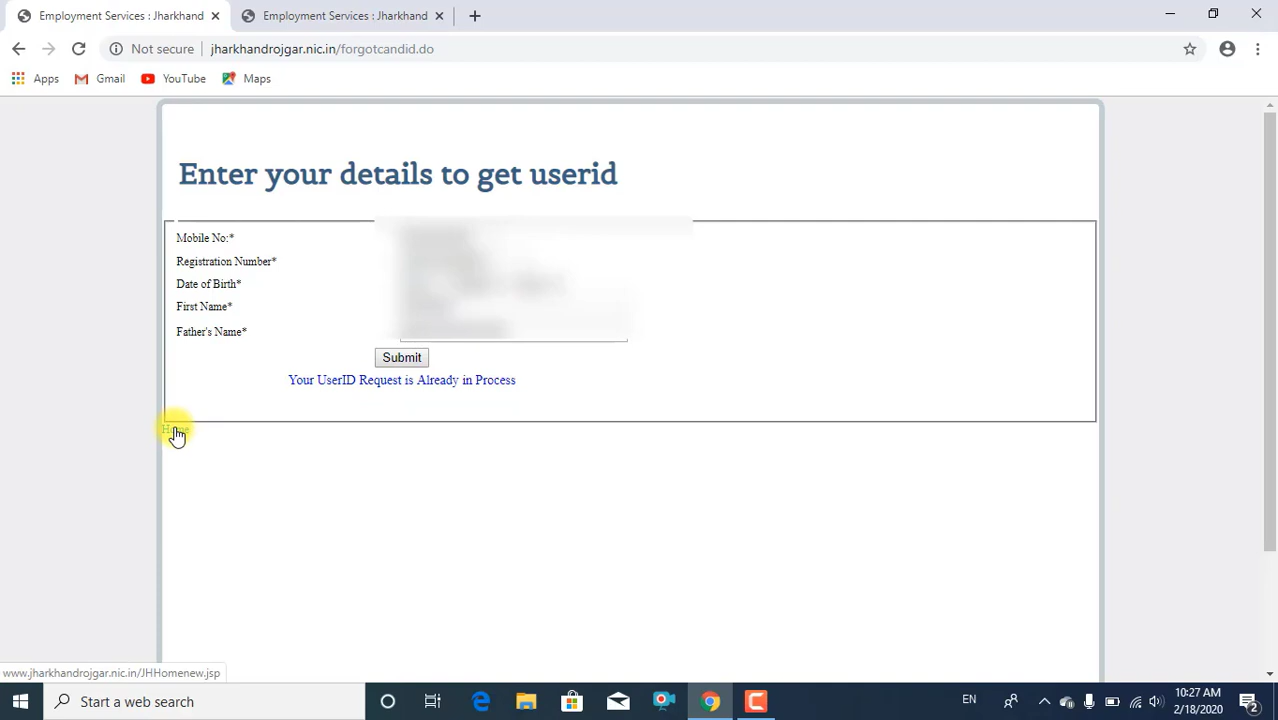 Employment Services : Jharkhand
Employment Services : Jharkhand
Not secure
jharkhandrojgar.nic.in/forgotcandid.do
Apps
Gmail
YouTube
Maps
Enter your details to get userid
Mobile No:*
Registration Number*
Date of Birth*
First Name*
Father's Name*
Submit
Your UserID Request is Already in Process
Home
www.jharkhandrojgar.nic.in/JHHomenew.jsp
Start a web search
EN
10:27 AM
2/18/2020
2